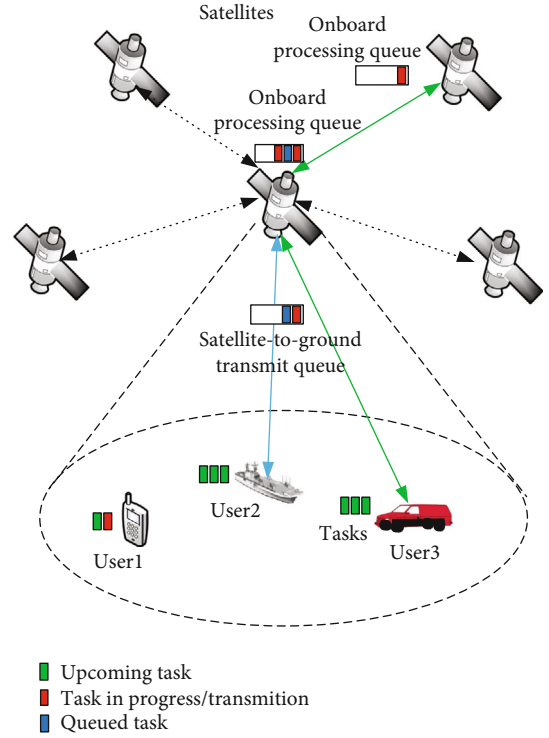 Satellites
Onboard
processing queue
Onboard
processing queue
Satellite-to-ground
transmit queue
User2
User1
Tasks
User3
Upcoming task
Task in progress/transmition
Queued task